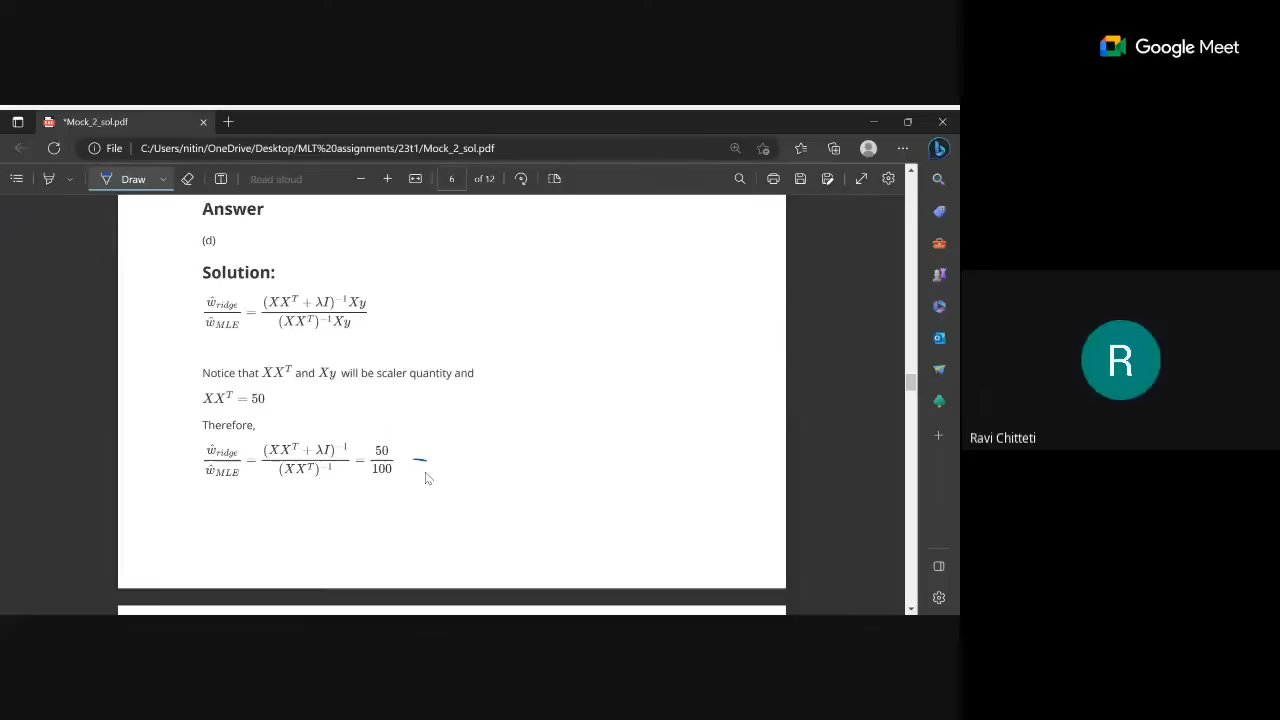 Google Meet
*Mock_2_sol.pdf
File C:/Users/nitin/OneDrive/Desktop/MLT%20assignments/23t1/Mock_2_sol.pdf
Draw Read aloud 6 of 12
Answer
(d)
Solution:
ŵ_ridge / ŵ_MLE = (XX^T + λI)^−1 Xy / (XX^T)^−1 Xy
Notice that XX^T and Xy will be scaler quantity and
XX^T = 50
Therefore,
ŵ_ridge / ŵ_MLE = (XX^T + λI)^−1 / (XX^T)^−1 = 50 / 100
R
Ravi Chitteti